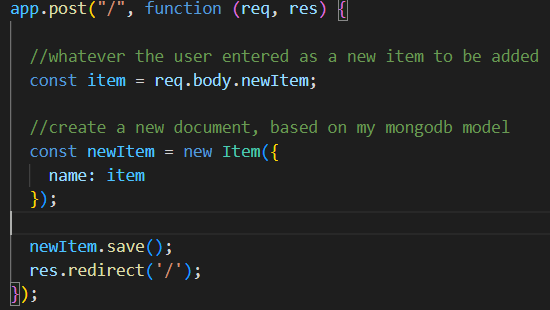 app.post("/", function (req, res) {
//whatever the user entered as a new item to be added
const item = req.body.newItem;
//create a new document, based on my mongodb model
const newItem = new Item({
name: item
});
newItem.save();
res.redirect('/');
});